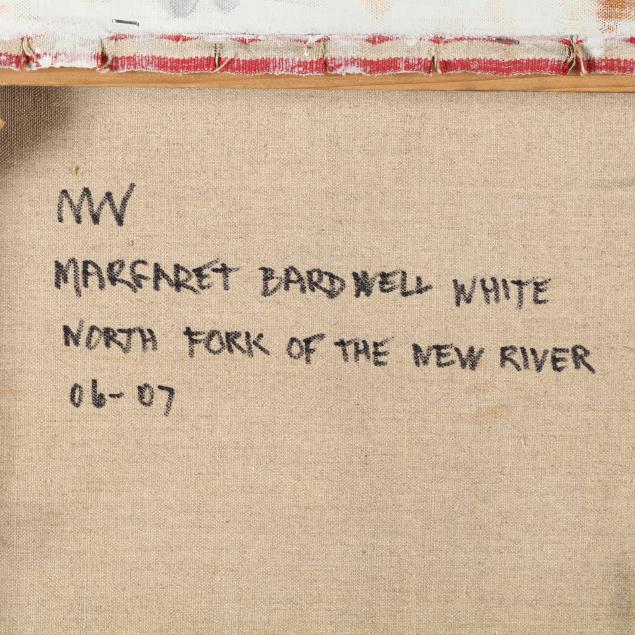 MW
MARGARET BARDWELL WHITE
NORTH FORK OF THE NEW RIVER
06-07